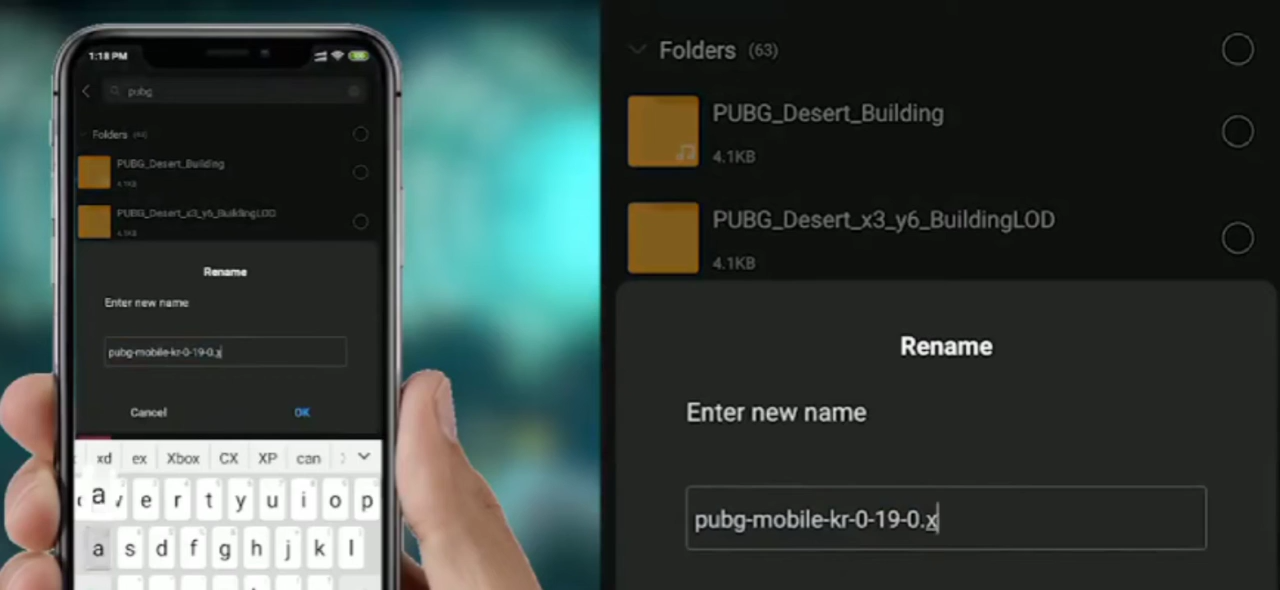 1:18 PM
pubg
Folders
PUBG_Desert_Building
4.1KB
PUBG_Desert_x3_y6_BuildingLOD
4.1KB
Rename
Enter new name
pubg-mobile-kr-0-19-0.x
Cancel OK
xd ex Xbox CX XP can
a
e r t y u i o p
a s d f g h j k l
Folders (63)
PUBG_Desert_Building
4.1KB
PUBG_Desert_x3_y6_BuildingLOD
4.1KB
Rename
Enter new name
pubg-mobile-kr-0-19-0.x